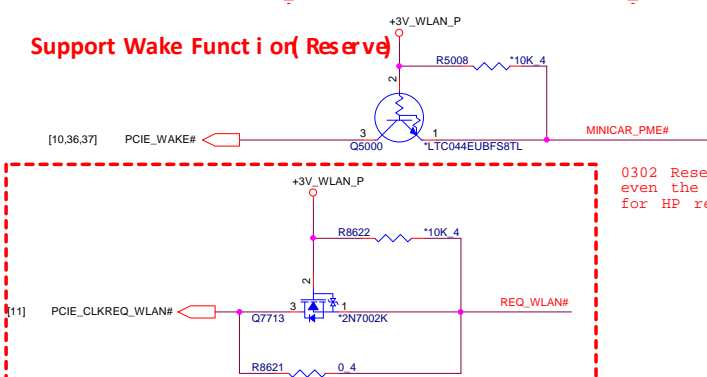 +3V_WLAN_P
Support Wake Funct i on( Reserve)
R5008 *10K_4
2
3 1
[10,36,37] PCIE_WAKE# MINICAR_PME#
Q5000 *LTC044EUBFS8TL
0302 Rese
even the
for HP re
+3V_WLAN_P
R8622 *10K_4
2
3 1
[11] PCIE_CLKREQ_WLAN# REQ_WLAN#
Q7713 *2N7002K
R8621 0_4